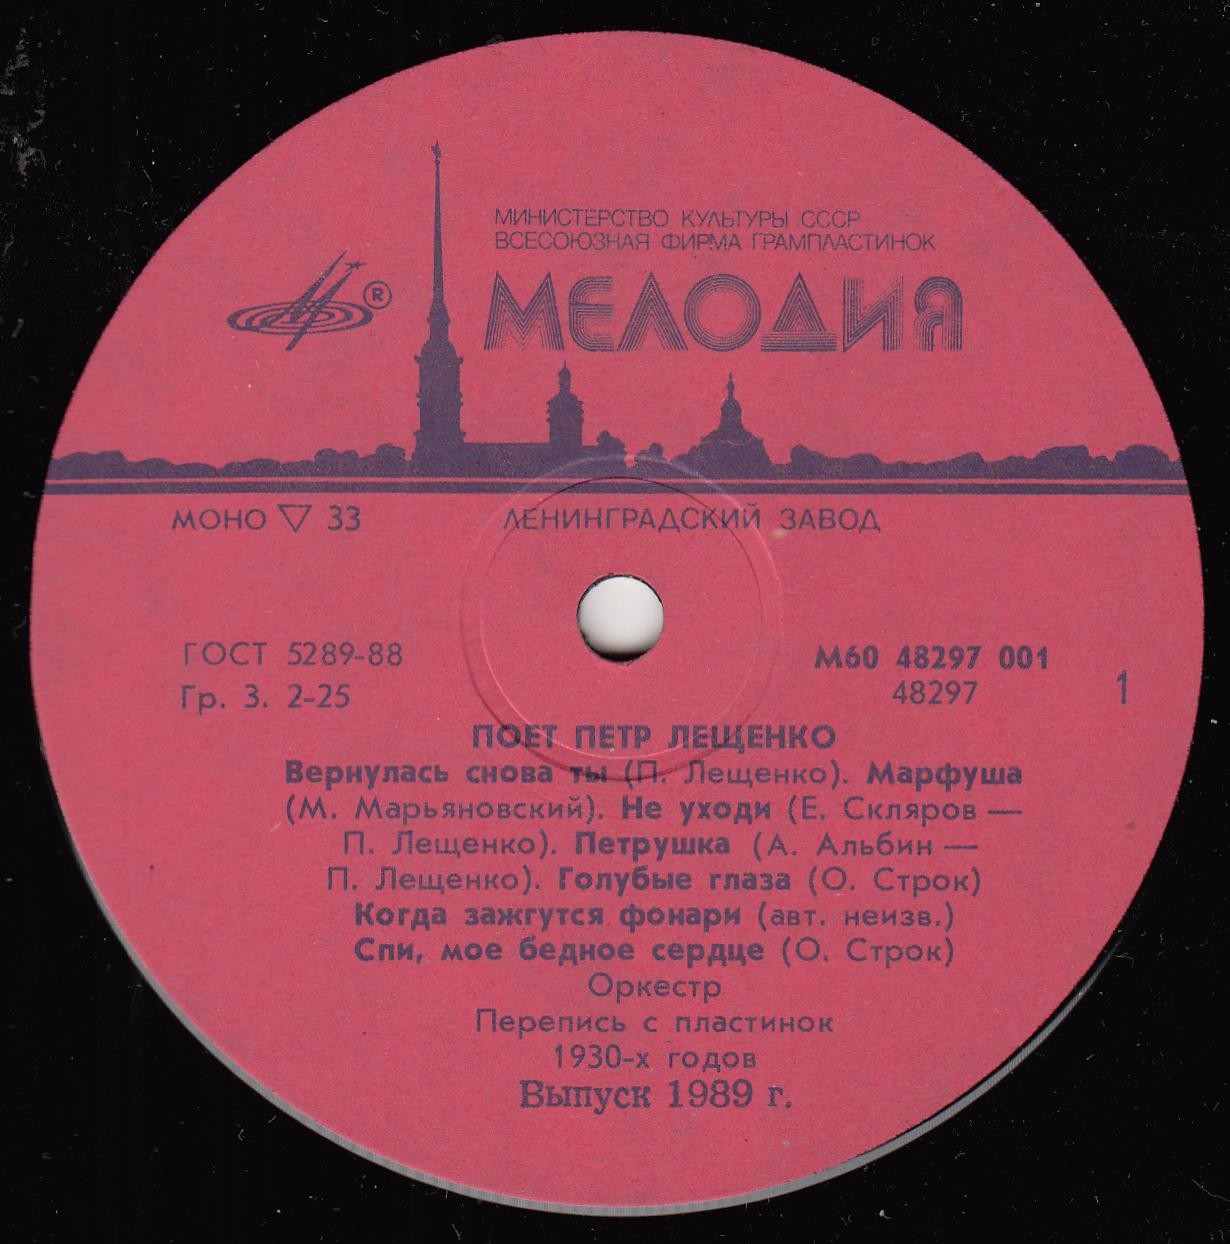 МИНИСТЕРСТВО КУЛЬТУРЫ СССР
ВСЕСОЮЗНАЯ ФИРМА ГРАМПЛАСТИНОК
МЕЛОДИЯ
®
МОНО ▽ 33
ЛЕНИНГРАДСКИЙ ЗАВОД
ГОСТ 5289-88
Гр. 3. 2-25
М60 48297 001
48297
1
ПОЕТ ПЕТР ЛЕЩЕНКО
Вернулась снова ты (П. Лещенко). Марфуша
(М. Марьяновский). Не уходи (Е. Скляров —
П. Лещенко). Петрушка (А. Альбин —
П. Лещенко). Голубые глаза (О. Строк)
Когда зажгутся фонари (авт. неизв.)
Спи, мое бедное сердце (О. Строк)
Оркестр
Перепись с пластинок
1930-х годов
Выпуск 1989 г.